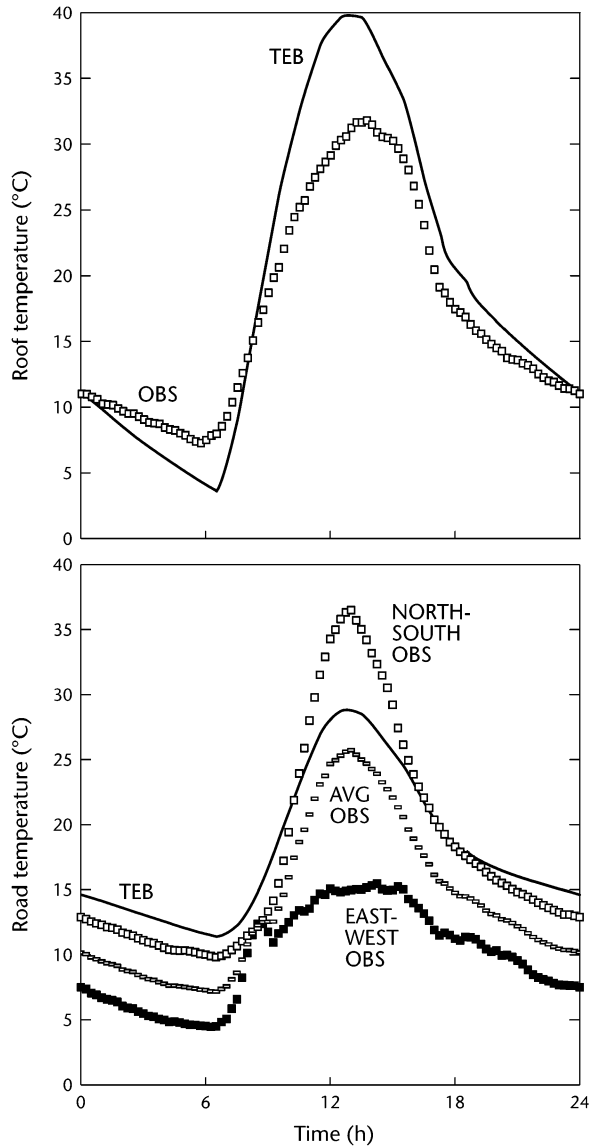 40
TEB
35
30
25
20
15
OBS
10
5
0
Roof temperature (°C)
40
NORTH-
SOUTH
OBS
35
30
25
AVG
OBS
20
15
TEB
EAST-
WEST
OBS
10
5
0
Road temperature (°C)
0 6 12 18 24
Time (h)